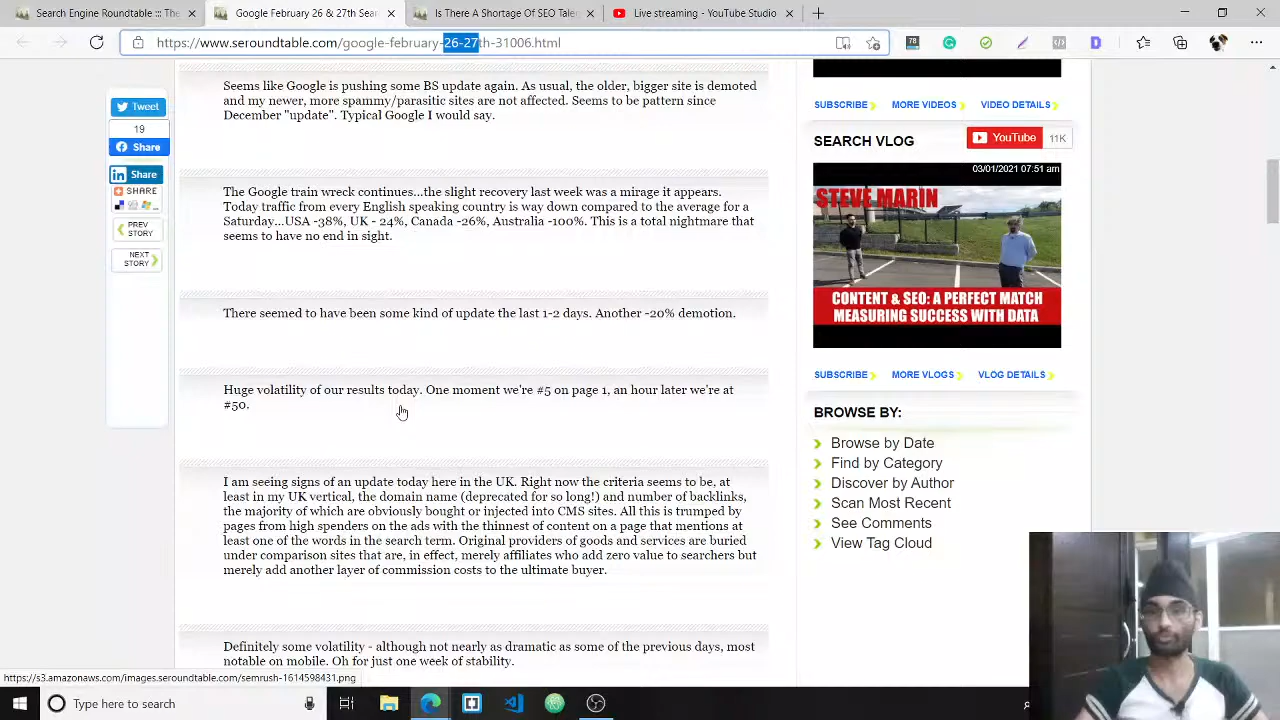 Search Engine Roundtable ::: The
Google February 26 & 27th Sear
Is There A Shortage Of SEO Tale
Live streaming - YouTube Studio
https://www.seroundtable.com/google-february-26-27th-31006.html
78
Seems like Google is pushing some BS update again. As usual, the older, bigger site is demoted
and my newer, more spammy/parasitic sites are not affected. Seems to be pattern since
December "update". Typical Google I would say.
The Google train wreck continues...the slight recovery last week was a mirage it appears.
Today traffic from every English speaking country is way down compared to the average for a
Saturday...USA -38%, UK - 24%, Canada -26%, Australia -100%. This is a total nightmare that
seems to have no end in sight.
There seemed to have been some kind of update the last 1-2 days. Another -20% demotion.
Huge volatility of our results today. One moment we're #5 on page 1, an hour later we're at
#50.
I am seeing signs of an update today here in the UK. Right now the criteria seems to be, at
least in my UK vertical, the domain name (deprecated for so long!) and number of backlinks,
the majority of which are obviously bought or injected into CMS sites. All this is trumped by
pages from high spenders on the ads with the thinnest of content on a page that mentions at
least one of the words in the search term. Original providers of goods and services are buried
under comparison sites that are, in effect, merely affiliates who add zero value to searchers but
merely add another layer of commission costs to the ultimate buyer.
Definitely some volatility - although not nearly as dramatic as some of the previous days, most
notable on mobile. Oh for just one week of stability.
Tweet
19
Share
Share
SHARE
PREV
STORY
NEXT
STORY
SUBSCRIBE
MORE VIDEOS
VIDEO DETAILS
SEARCH VLOG
YouTube
11K
03/01/2021 07:51 am
STEVE MARIN
CONTENT & SEO: A PERFECT MATCH
MEASURING SUCCESS WITH DATA
SUBSCRIBE
MORE VLOGS
VLOG DETAILS
BROWSE BY:
Browse by Date
Find by Category
Discover by Author
Scan Most Recent
See Comments
View Tag Cloud
https://s3.amazonaws.com/images.seroundtable.com/semrush-1614598431.png
Type here to search